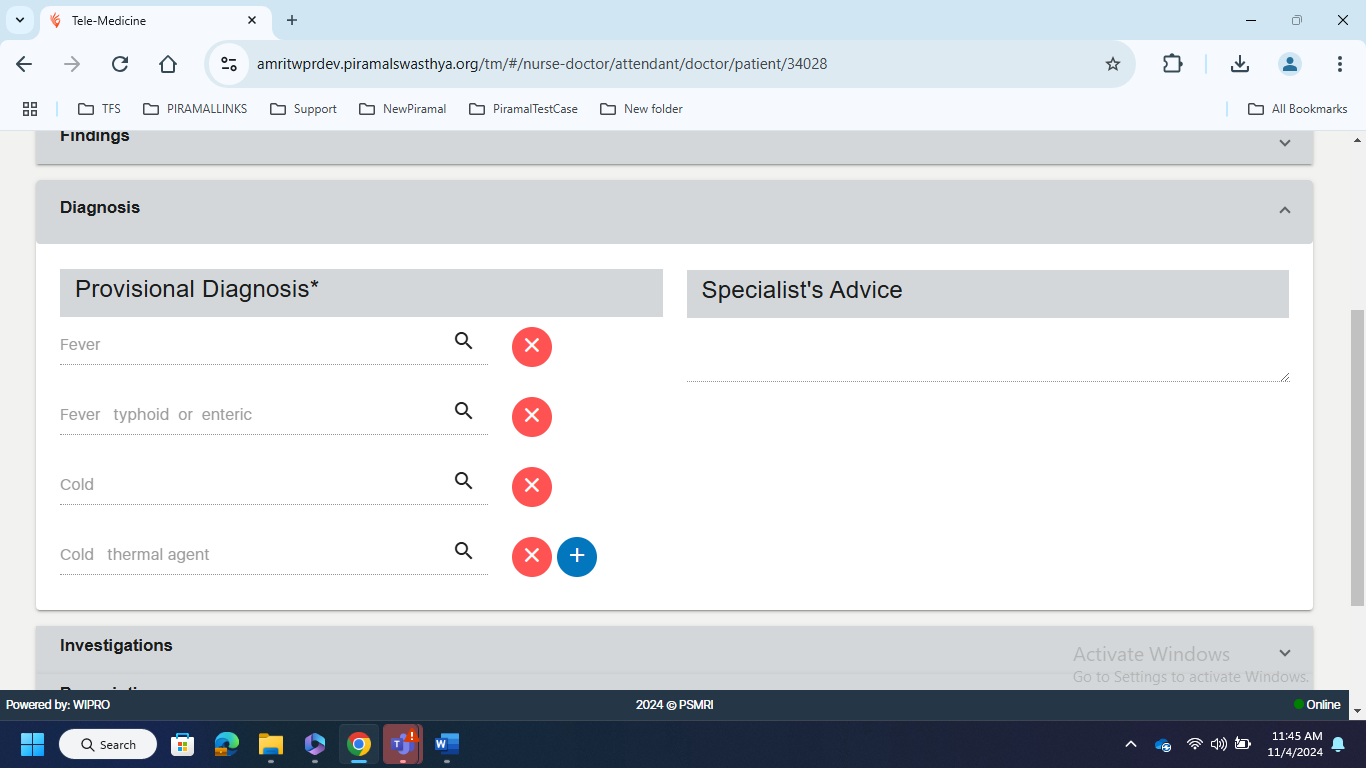 Tele-Medicine
amritwprdev.piramalswasthya.org/tm/#/nurse-doctor/attendant/doctor/patient/34028
TFS PIRAMALLINKS Support NewPiramal PiramalTestCase New folder All Bookmarks
Findings
Diagnosis
Provisional Diagnosis*
Specialist's Advice
Fever
Fever typhoid or enteric
Cold
Cold thermal agent
Investigations
Activate Windows
Go to Settings to activate Windows.
Powered by: WIPRO 2024 © PSMRI Online
Search
11:45 AM
11/4/2024